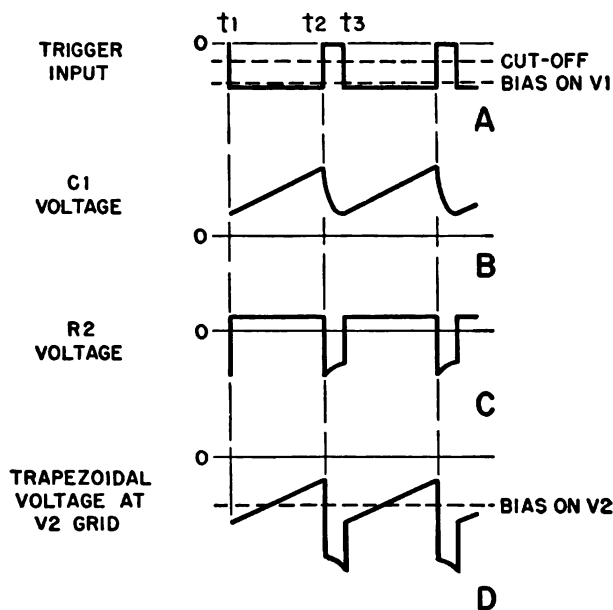 t1 t2 t3
TRIGGER
INPUT
0
CUT-OFF
BIAS ON V1
A
C1
VOLTAGE
0
B
R2
VOLTAGE
0
C
TRAPEZOIDAL
VOLTAGE AT
V2 GRID
0
BIAS ON V2
D